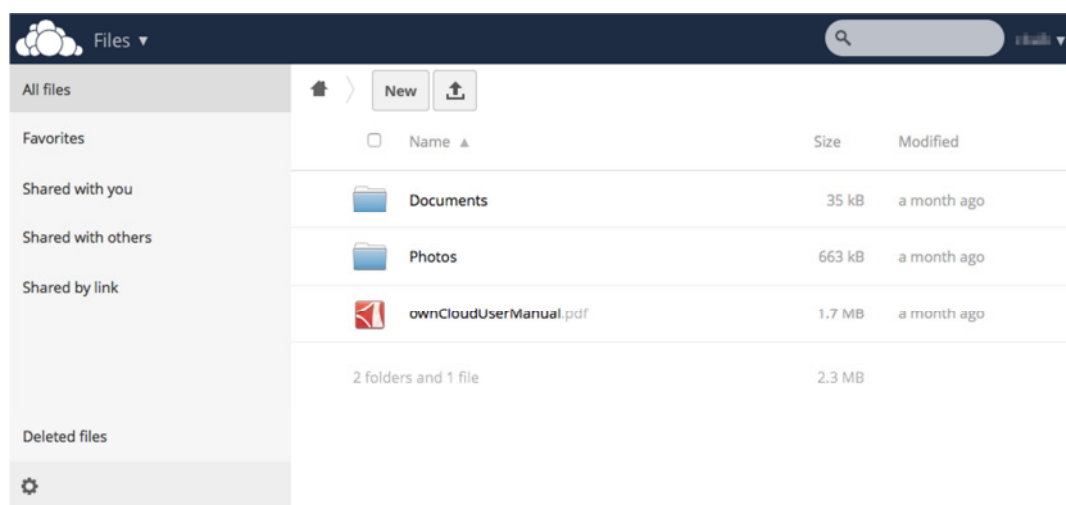 Files ▾
All files
Favorites
Shared with you
Shared with others
Shared by link
Deleted files
New
Name ▲ Size Modified
Documents 35 kB a month ago
Photos 663 kB a month ago
ownCloudUserManual.pdf 1.7 MB a month ago
2 folders and 1 file 2.3 MB